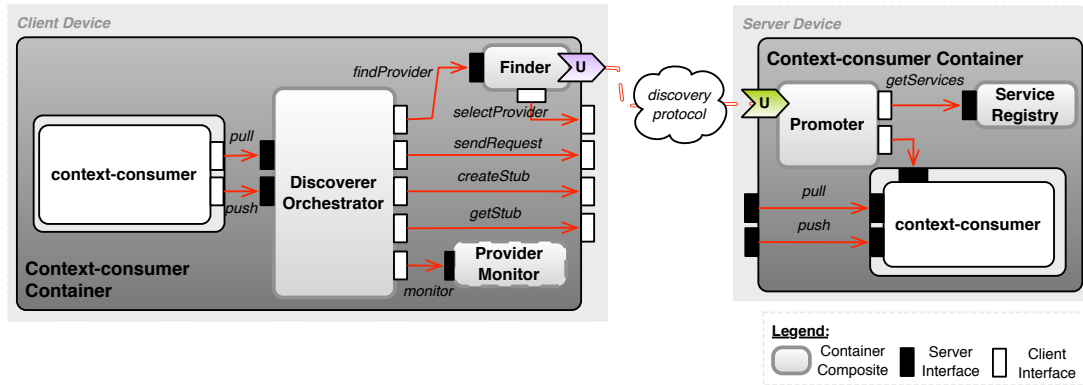 Client Device
Server Device
Context-consumer Container
findProvider
Finder
U
getServices
selectProvider
discovery
protocol
U
Promoter
Service
Registry
pull
context-consumer
push
sendRequest
Discoverer
Orchestrator
createStub
getStub
pull
push
context-consumer
Context-consumer
Container
Provider
Monitor
monitor
Legend:
Container
Composite
Server
Interface
Client
Interface